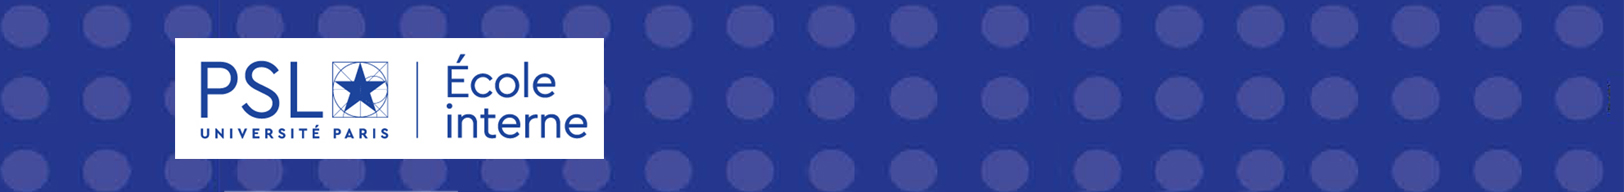 PSL
UNIVERSITÉ PARIS
École
interne